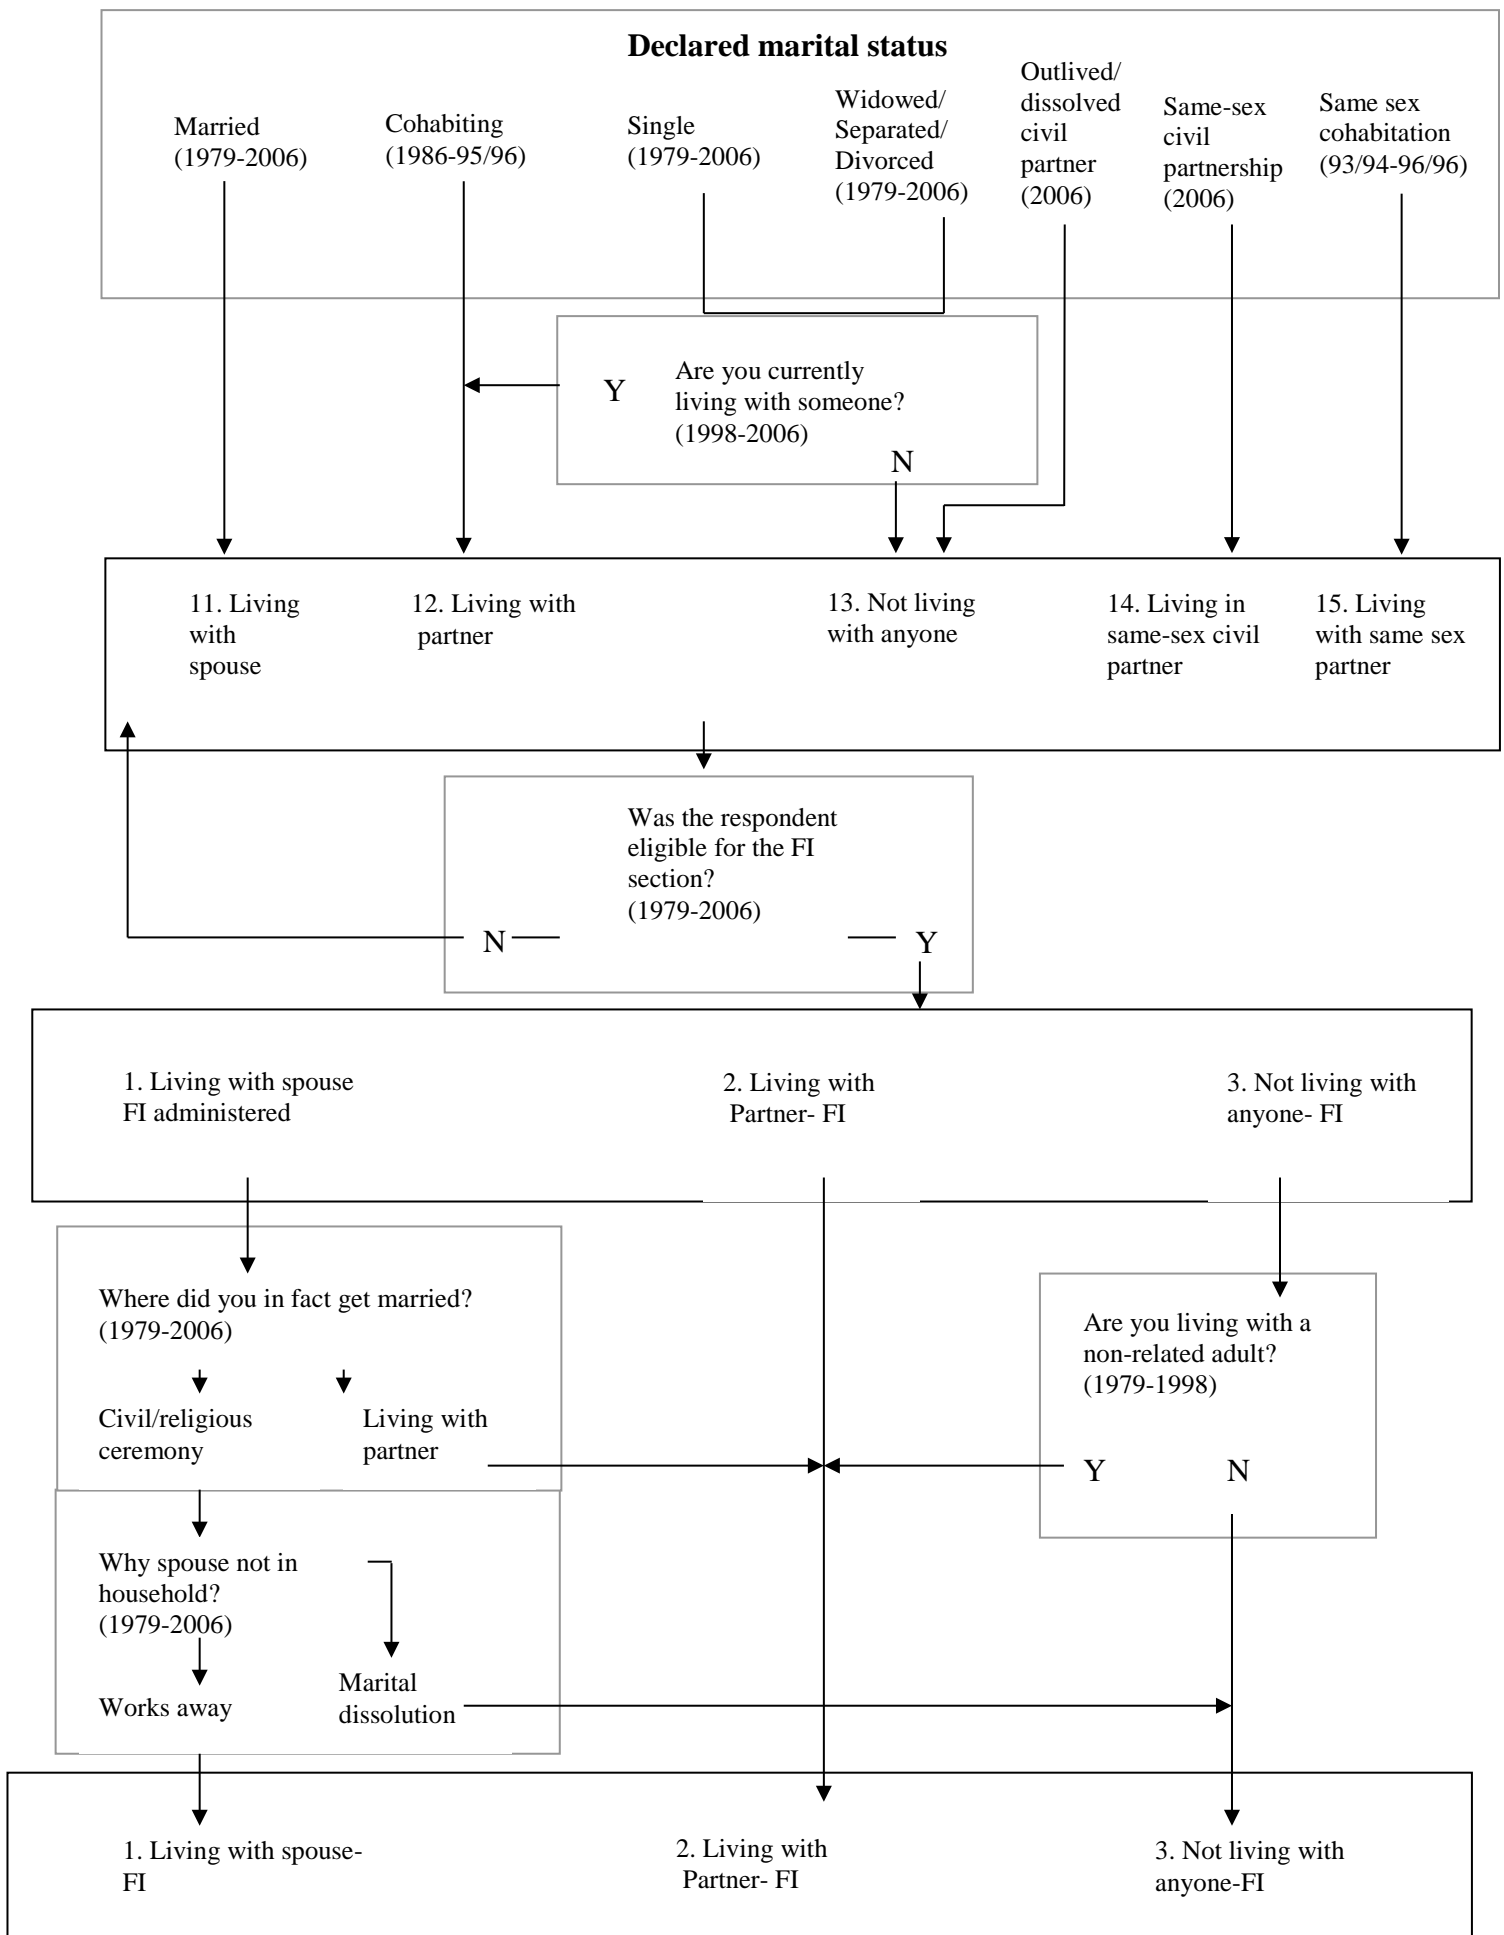 Declared marital status
Married
(1979-2006)
Cohabiting
(1986-95/96)
Single
(1979-2006)
Widowed/
Separated/
Divorced
(1979-2006)
Outlived/
dissolved
civil
partner
(2006)
Same-sex
civil
partnership
(2006)
Same sex
cohabitation
(93/94-96/96)
Y
Are you currently
living with someone?
(1998-2006)
N
11. Living
with
spouse
12. Living with
partner
13. Not living
with anyone
14. Living in
same-sex civil
partner
15. Living
with same sex
partner
Was the respondent
eligible for the FI
section?
(1979-2006)
N
Y
1. Living with spouse
FI administered
2. Living with
Partner- FI
3. Not living with
anyone- FI
Where did you in fact get married?
(1979-2006)
Civil/religious
ceremony
Living with
partner
Are you living with a
non-related adult?
(1979-1998)
Y
N
Why spouse not in
household?
(1979-2006)
Works away
Marital
dissolution
1. Living with spouse-
FI
2. Living with
Partner- FI
3. Not living with
anyone-FI